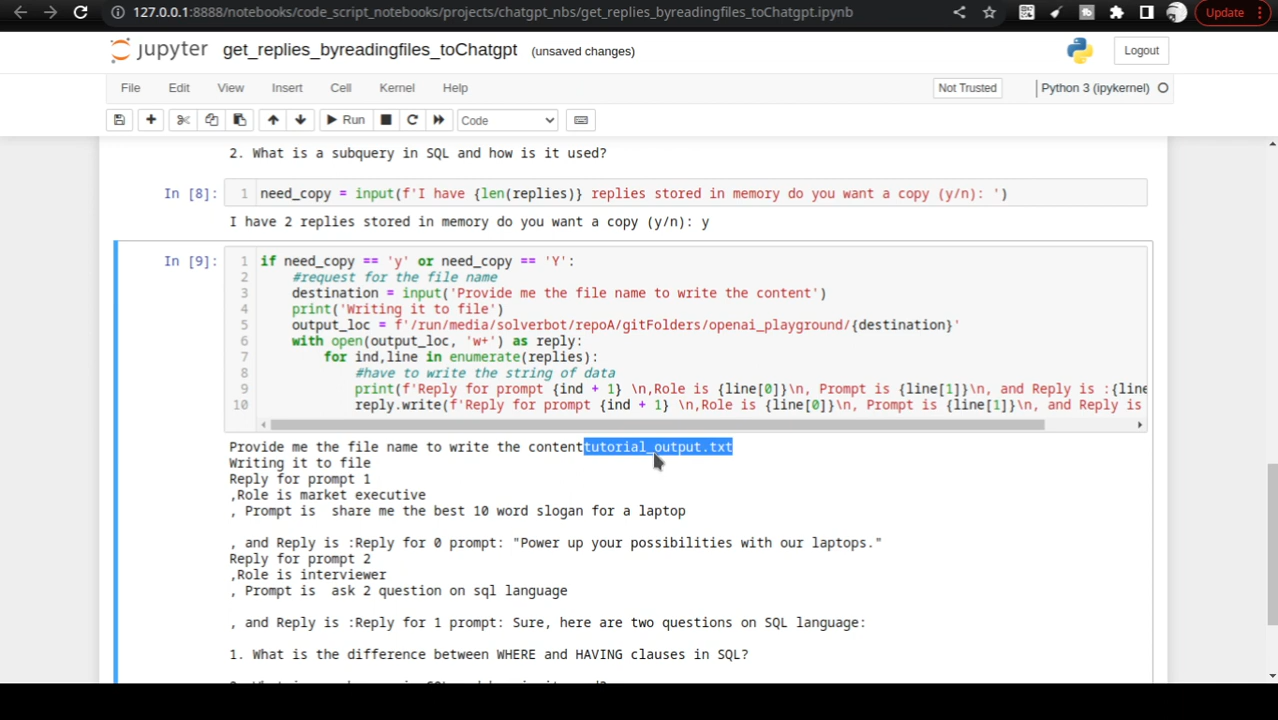 127.0.0.1:8888/notebooks/code_script_notebooks/projects/chatgpt_nbs/get_replies_byreadingfiles_toChatgpt.ipynb
Update
jupyter get_replies_byreadingfiles_toChatgpt (unsaved changes)
Logout
File Edit View Insert Cell Kernel Help
Not Trusted
Python 3 (ipykernel)
Run
Code
2. What is a subquery in SQL and how is it used?
In [8]: 1 need_copy = input(f'I have {len(replies)} replies stored in memory do you want a copy (y/n): ')
I have 2 replies stored in memory do you want a copy (y/n): y
In [9]: 1 if need_copy == 'y' or need_copy == 'Y':
2 #request for the file name
3 destination = input('Provide me the file name to write the content')
4 print('Writing it to file')
5 output_loc = f'/run/media/solverbot/repoA/gitFolders/openai_playground/{destination}'
6 with open(output_loc, 'w+') as reply:
7 for ind,line in enumerate(replies):
8 #have to write the string of data
9 print(f'Reply for prompt {ind + 1} \n,Role is {line[0]}\n, Prompt is {line[1]}\n, and Reply is :{line
10 reply.write(f'Reply for prompt {ind + 1} \n,Role is {line[0]}\n, Prompt is {line[1]}\n, and Reply is
Provide me the file name to write the contenttutorial_output.txt
Writing it to file
Reply for prompt 1
,Role is market executive
, Prompt is  share me the best 10 word slogan for a laptop
, and Reply is :Reply for 0 prompt: "Power up your possibilities with our laptops."
Reply for prompt 2
,Role is interviewer
, Prompt is  ask 2 question on sql language
, and Reply is :Reply for 1 prompt: Sure, here are two questions on SQL language:
1. What is the difference between WHERE and HAVING clauses in SQL?